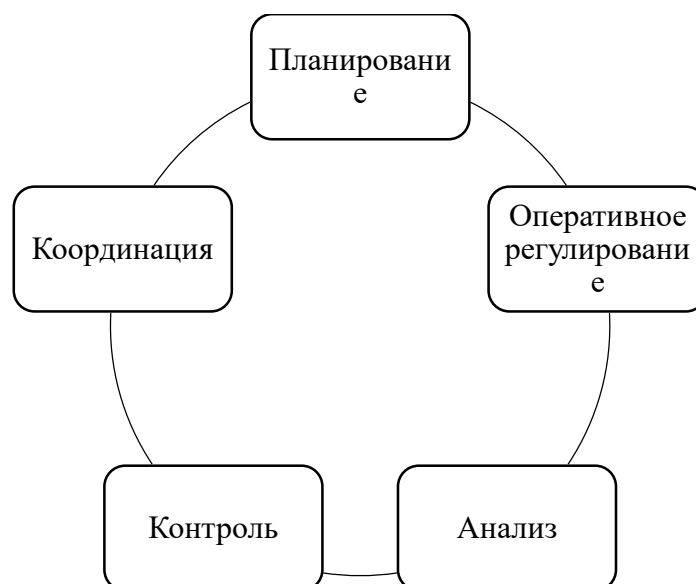 Планировани
е
Оперативное
регулировани
е
Координация
Контроль
Анализ